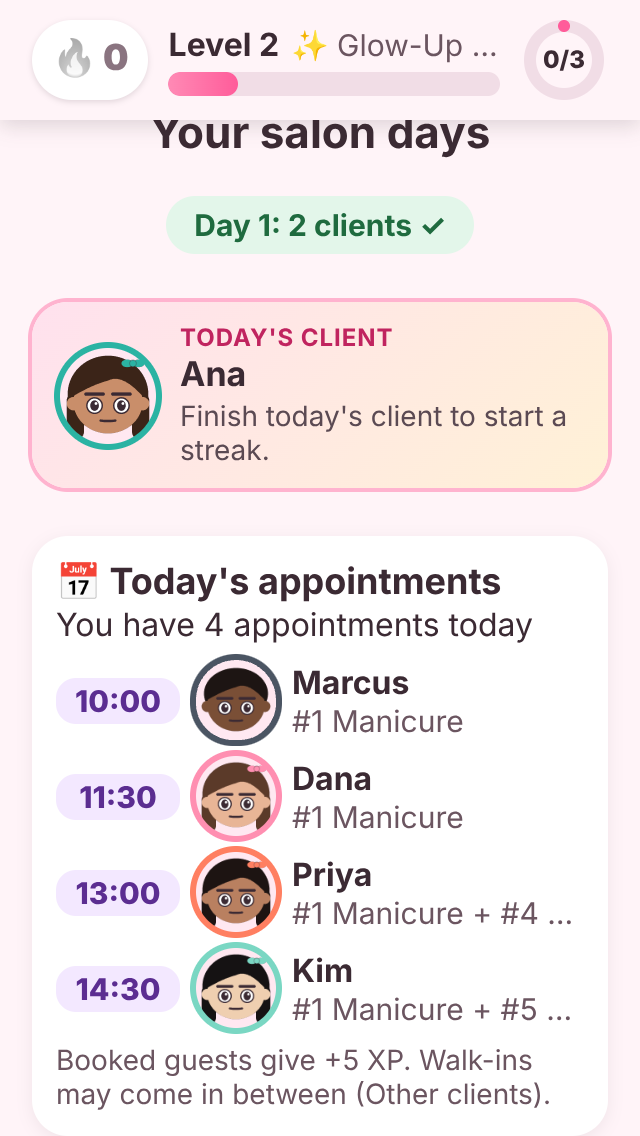 🔥 0
Level 2 ✨ Glow-Up ...
0/3
Your salon days
Day 1: 2 clients ✓
TODAY'S CLIENT
Ana
Finish today's client to start a
streak.
📅 Today's appointments
You have 4 appointments today
10:00
Marcus
#1 Manicure
11:30
Dana
#1 Manicure
13:00
Priya
#1 Manicure + #4 ...
14:30
Kim
#1 Manicure + #5 ...
Booked guests give +5 XP. Walk-ins
may come in between (Other clients).